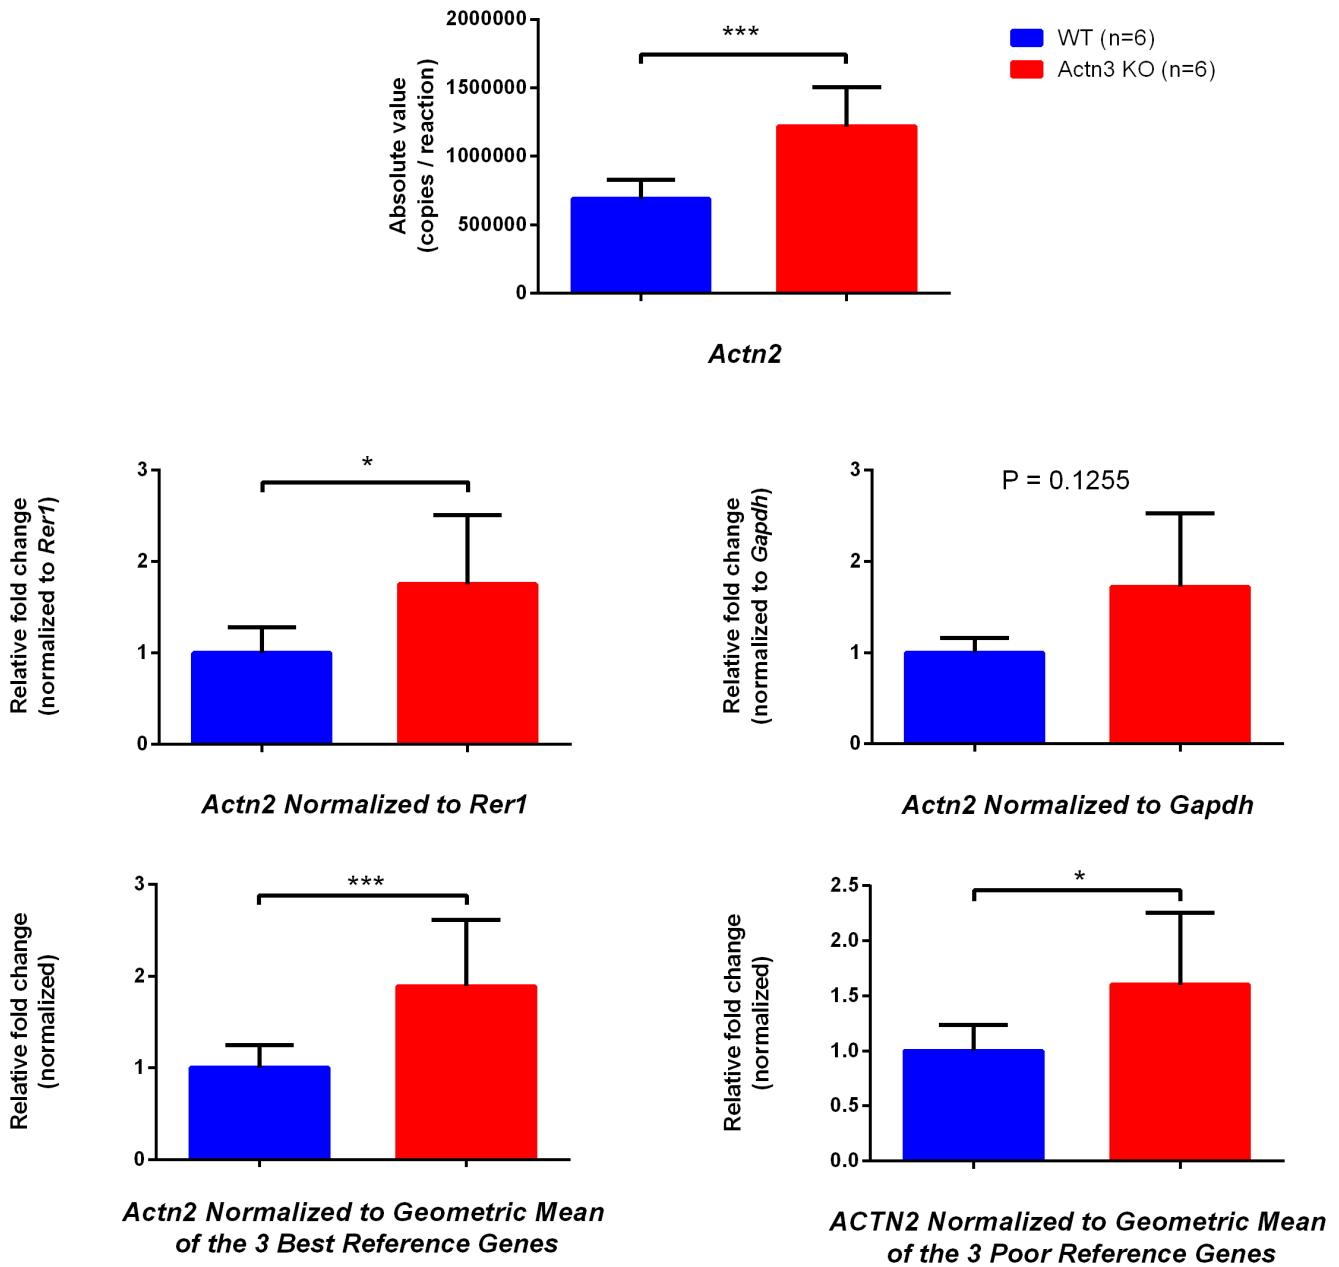 2000000
1500000
1000000
500000
0
Absolute value
(copies / reaction)
***
WT (n=6)
Actn3 KO (n=6)
Actn2
3
2
1
0
Relative fold change
(normalized to Rer1)
*
Actn2 Normalized to Rer1
3
2
1
0
Relative fold change
(normalized to Gapdh)
P = 0.1255
Actn2 Normalized to Gapdh
3
2
1
0
Relative fold change
(normalized)
***
Actn2 Normalized to Geometric Mean
of the 3 Best Reference Genes
2.5
2.0
1.5
1.0
0.5
0.0
Relative fold change
(normalized)
*
ACTN2 Normalized to Geometric Mean
of the 3 Poor Reference Genes